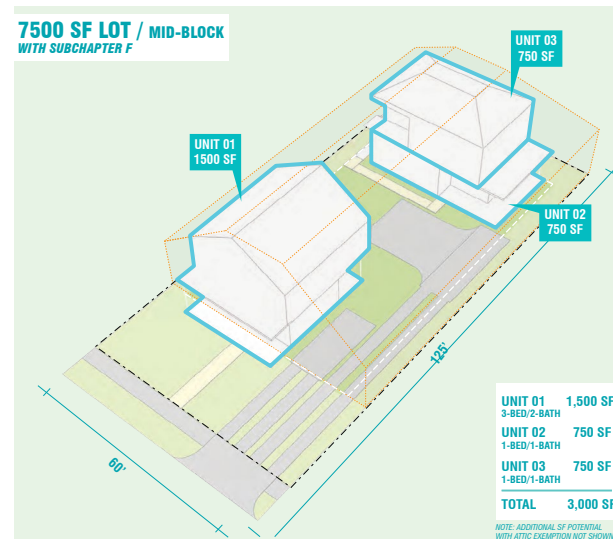 7500 SF LOT / MID-BLOCK
WITH SUBCHAPTER F
UNIT 03
750 SF
UNIT 01
1500 SF
UNIT 02
750 SF
125'
60'
UNIT 01 1,500 SF
3-BED/2-BATH
UNIT 02 750 SF
1-BED/1-BATH
UNIT 03 750 SF
1-BED/1-BATH
TOTAL 3,000 SF
NOTE: ADDITIONAL SF POTENTIAL
WITH ATTIC EXEMPTION NOT SHOWN